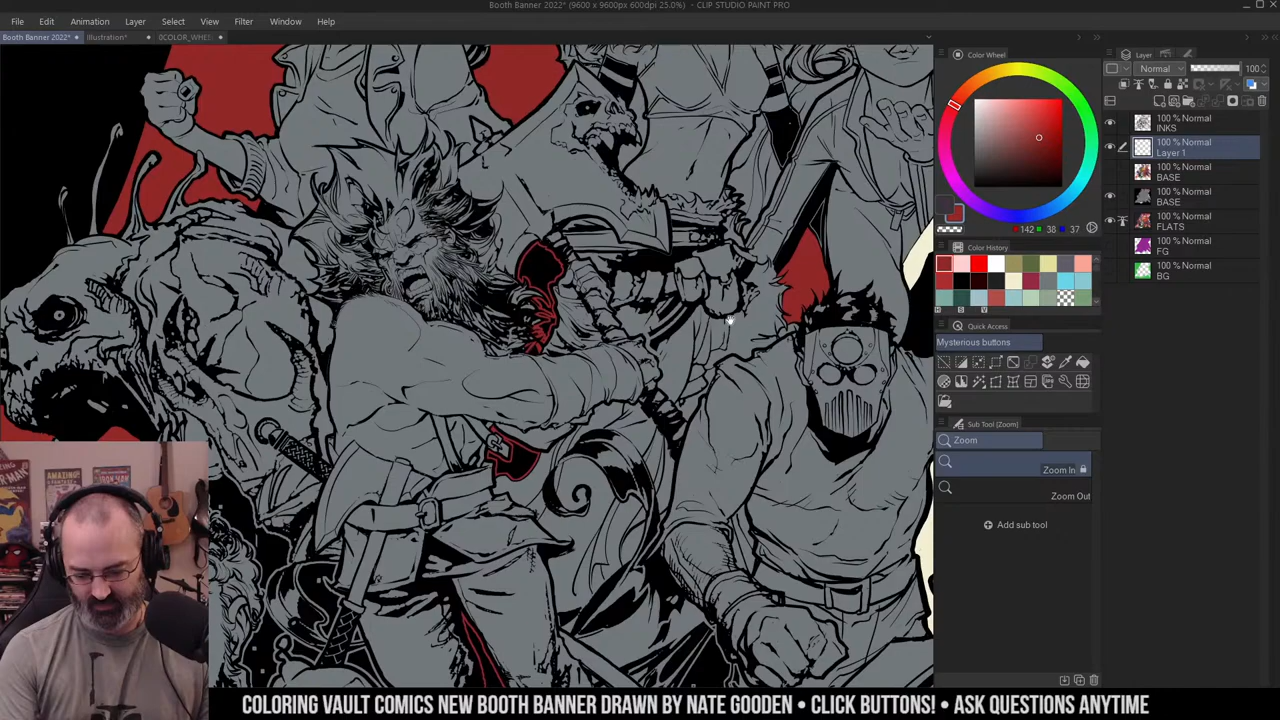 Booth Banner 2022* (9600 x 9600px 600dpi 25.0%) - CLIP STUDIO PAINT PRO
File Edit Animation Layer Select View Filter Window Help
Booth Banner 2022* Illustration* 0COLOR_WHE
Color Wheel
142 38 37
Color History
H S V
Quick Access
Mysterious buttons
Sub Tool [Zoom]
Zoom
Zoom In
Zoom Out
Add sub tool
Layer
Normal 100
100 % Normal
INKS
100 % Normal
Layer 1
100 % Normal
BASE
100 % Normal
BASE
100 % Normal
FLATS
100 % Normal
FG
100 % Normal
BG
AMAZING
COLORING VAULT COMICS NEW BOOTH BANNER DRAWN BY NATE GOODEN • CLICK BUTTONS! • ASK QUESTIONS ANYTIME